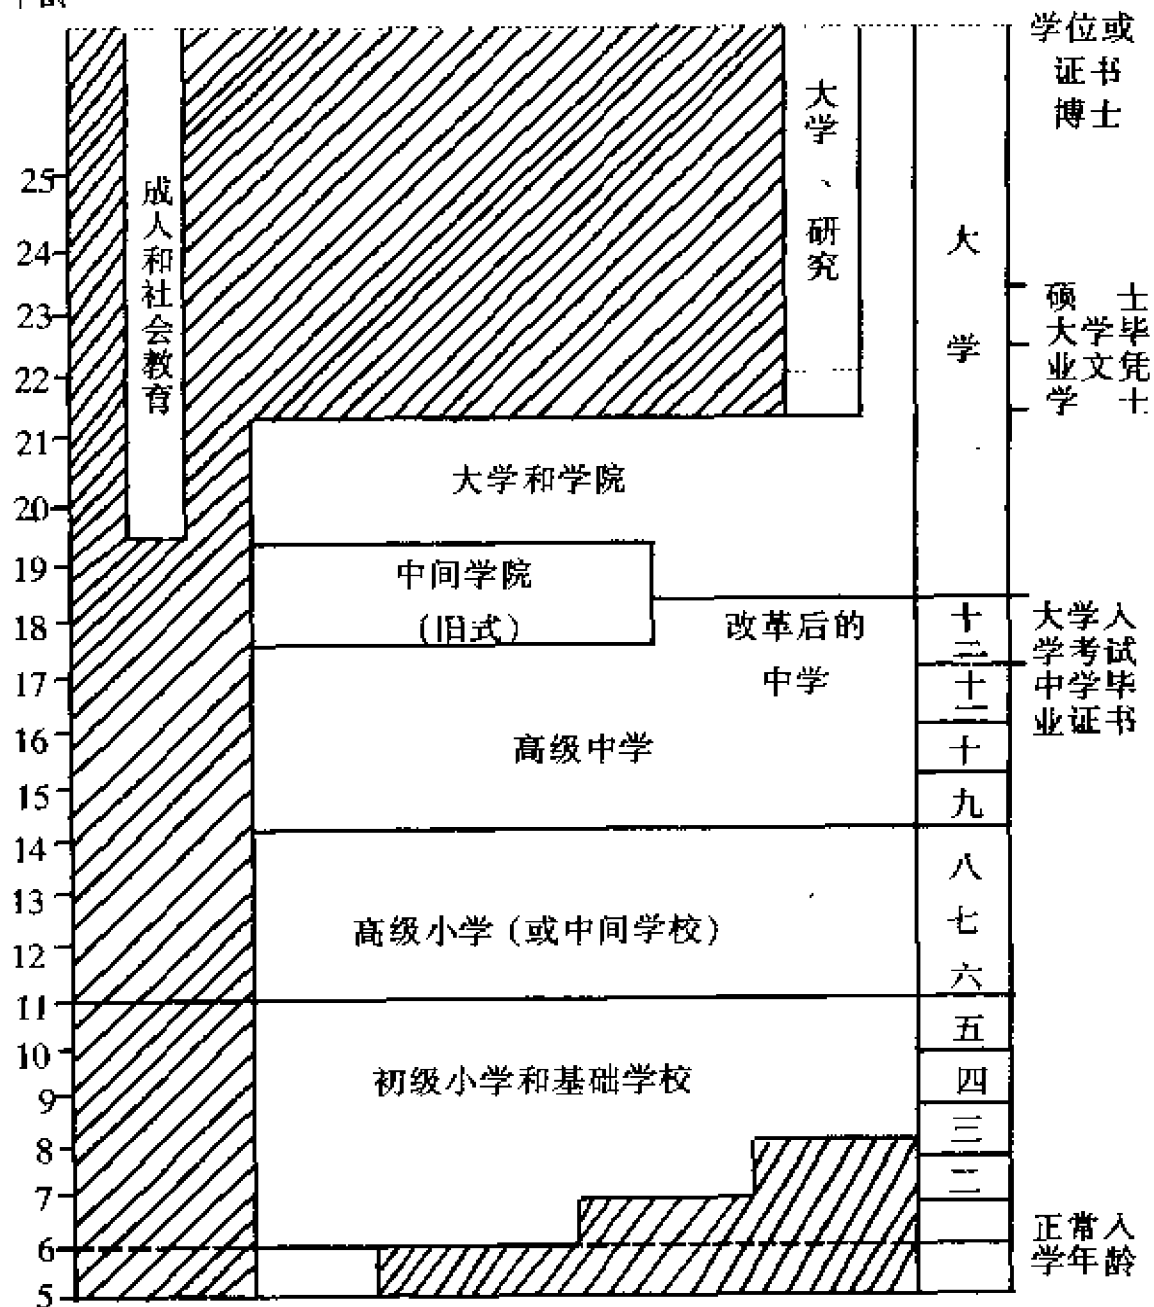 年龄
学位或
证书
博士
25
24
23
22
21
20
19
18
17
16
15
14
13
12
11
10
9
8
7
6
5
成人和社会教育
大学、研究
大学
硕士
大学毕
业文凭
学士
大学和学院
中间学院
(旧式)
改革后的
中学
高级中学
高级小学(或中间学校)
初级小学和基础学校
十二
十二
十
九
八
七
六
五
四
三
二
大学入
学考试
中学毕
业证书
正常入
学年龄